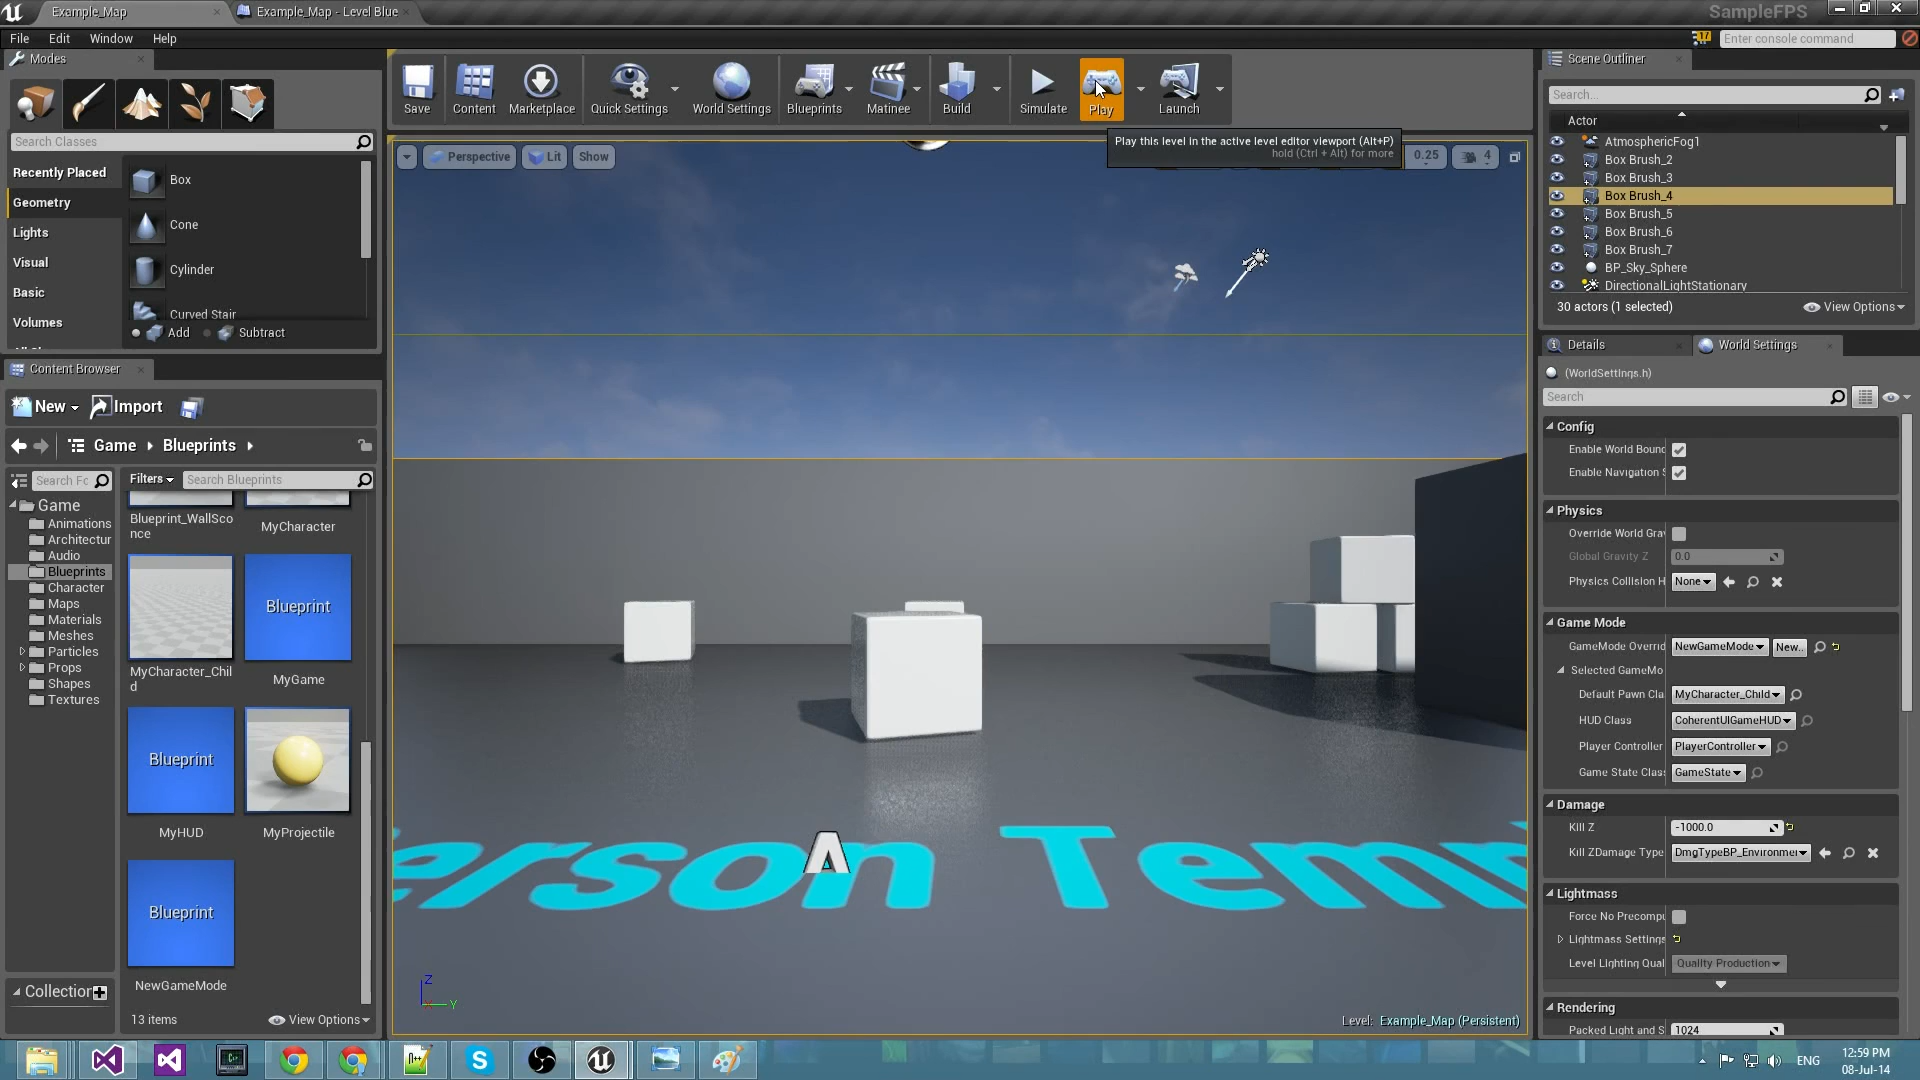 Example_Map
Example_Map - Level Blue
SampleFPS
File Edit Window Help
Enter console command
Modes
Search Classes
Recently Placed
Geometry
Lights
Visual
Basic
Volumes
Box
Cone
Cylinder
Curved Stair
Add Subtract
Save
Content
Marketplace
Quick Settings
World Settings
Blueprints
Matinee
Build
Simulate
Play
Launch
Play this level in the active level editor viewport (Alt+P)
hold (Ctrl + Alt) for more
Perspective Lit Show
0.25 4
erson Temp
A
Z
Y
Level: Example_Map (Persistent)
Content Browser
New Import
Game Blueprints
Search Fo
Filters Search Blueprints
Game
Animations
Architectur
Audio
Blueprints
Character
Maps
Materials
Meshes
Particles
Props
Shapes
Textures
Collection
Blueprint_WallSco
nce
MyCharacter
MyCharacter_Chil
d
Blueprint
MyGame
Blueprint
MyHUD
MyProjectile
Blueprint
NewGameMode
13 items View Options
Scene Outliner
Search...
Actor
AtmosphericFog1
Box Brush_2
Box Brush_3
Box Brush_4
Box Brush_5
Box Brush_6
Box Brush_7
BP_Sky_Sphere
DirectionalLightStationary
30 actors (1 selected) View Options
Details World Settings
(WorldSettings.h)
Search
Config
Enable World Bounc
Enable Navigation S
Physics
Override World Gra
Global Gravity Z 0.0
Physics Collision H None
Game Mode
GameMode Overrid NewGameMode New..
Selected GameMo
Default Pawn Cla MyCharacter_Child
HUD Class CoherentUIGameHUD
Player Controller PlayerController
Game State Clas GameState
Damage
Kill Z -1000.0
Kill ZDamage Type DmgTypeBP_Environmen
Lightmass
Force No Precompu
Lightmass Settings
Level Lighting Qual Quality Production
Rendering
Packed Light and S 1024
ENG
12:59 PM
08-Jul-14